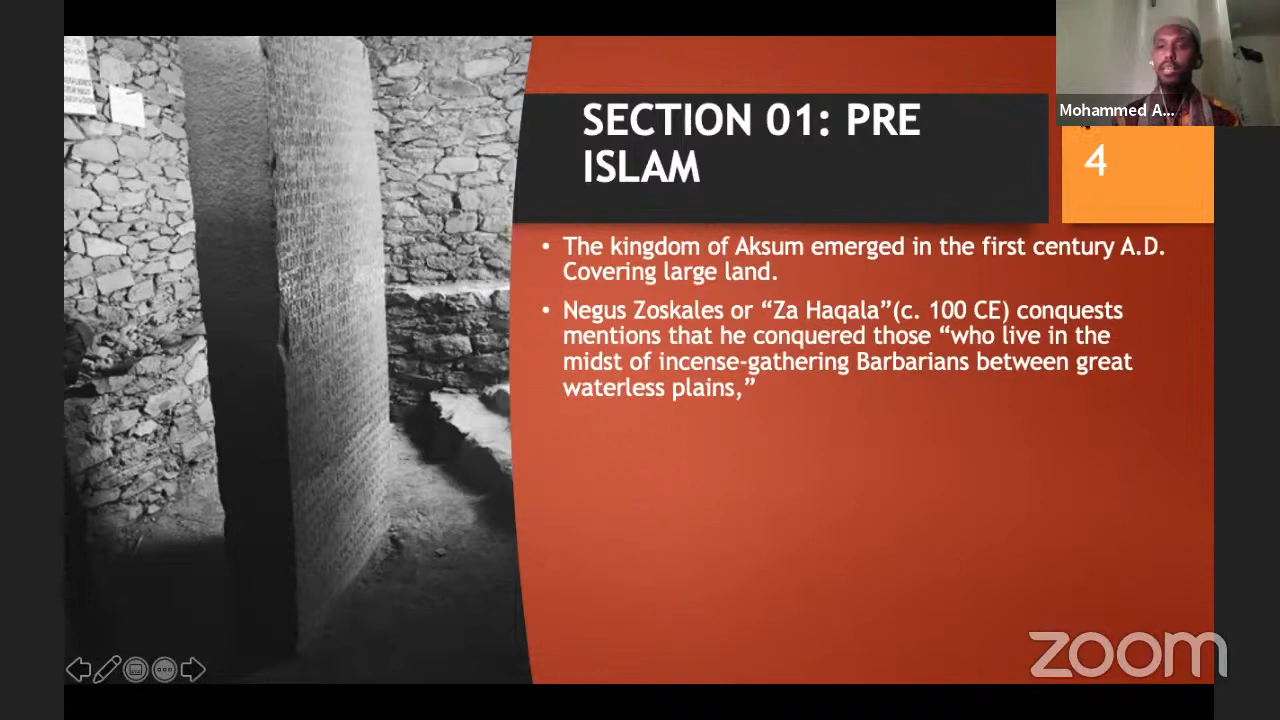 SECTION 01: PRE
ISLAM
4
Mohammed A...
• The kingdom of Aksum emerged in the first century A.D.
Covering large land.
• Negus Zoskales or “Za Haqala”(c. 100 CE) conquests
mentions that he conquered those “who live in the
midst of incense-gathering Barbarians between great
waterless plains,”
zoom